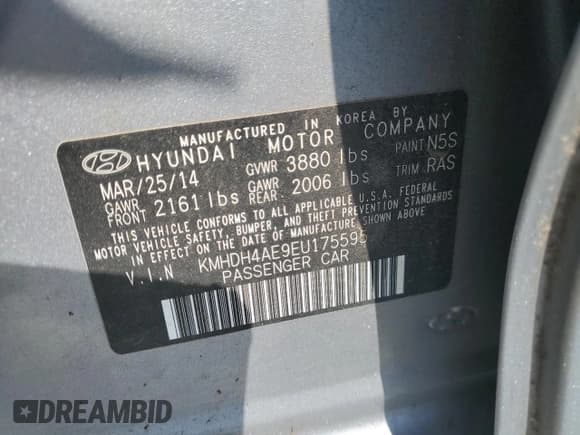 MANUFACTURED IN KOREA BY
HYUNDAI MOTOR COMPANY
MAR/25/14 GVWR 3880 lbs PAINT N5S
GAWR FRONT 2161 lbs GAWR REAR 2006 lbs TRIM RAS
THIS VEHICLE CONFORMS TO ALL APPLICABLE U.S.A. FEDERAL
MOTOR VEHICLE SAFETY, BUMPER, AND THEFT PREVENTION
STANDARDS IN EFFECT ON THE DATE OF MANUFACTURE SHOWN ABOVE.
V.I.N KMHDH4AE9EU175595
PASSENGER CAR
DREAMBID